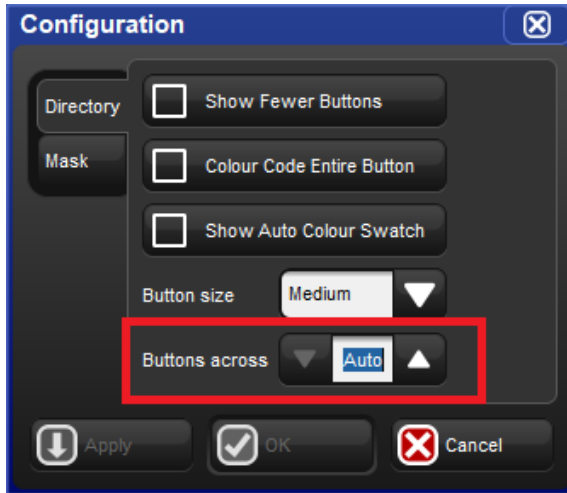 Configuration
Directory
Show Fewer Buttons
Mask
Colour Code Entire Button
Show Auto Colour Swatch
Button size Medium
Buttons across Auto
Apply OK Cancel